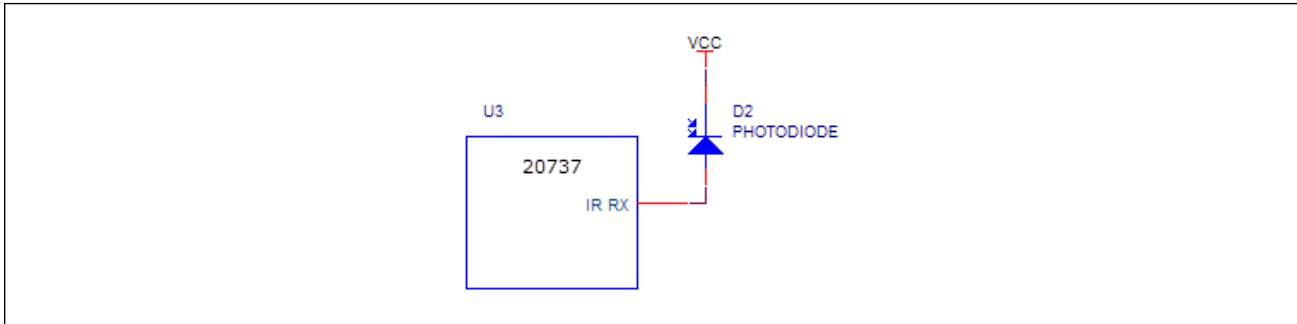 VCC
U3
D2
PHOTODIODE
20737
IR RX